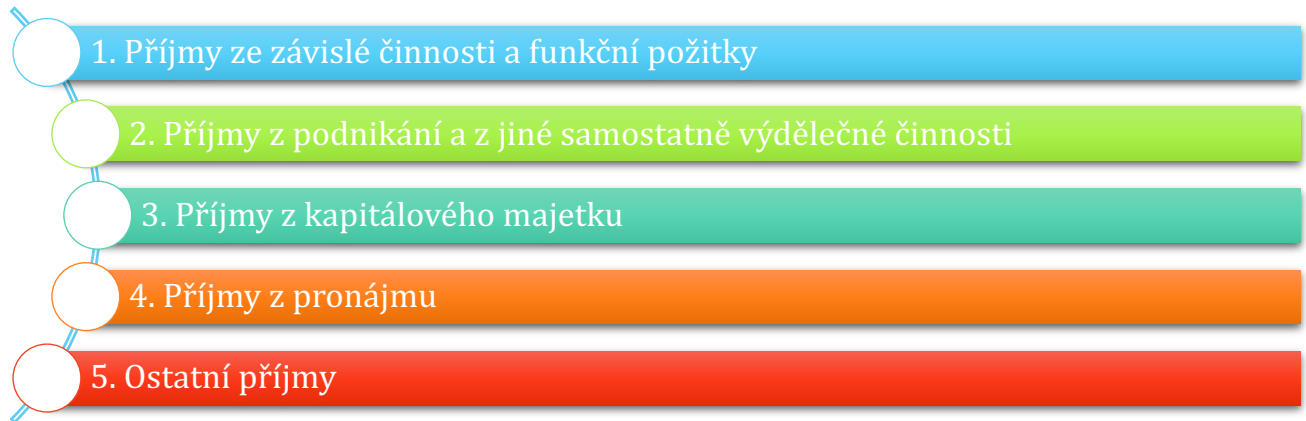 1. Příjmy ze závislé činnosti a funkční požitky
2. Příjmy z podnikání a z jiné samostatně výdělečné činnosti
3. Příjmy z kapitálového majetku
4. Příjmy z pronájmu
5. Ostatní příjmy